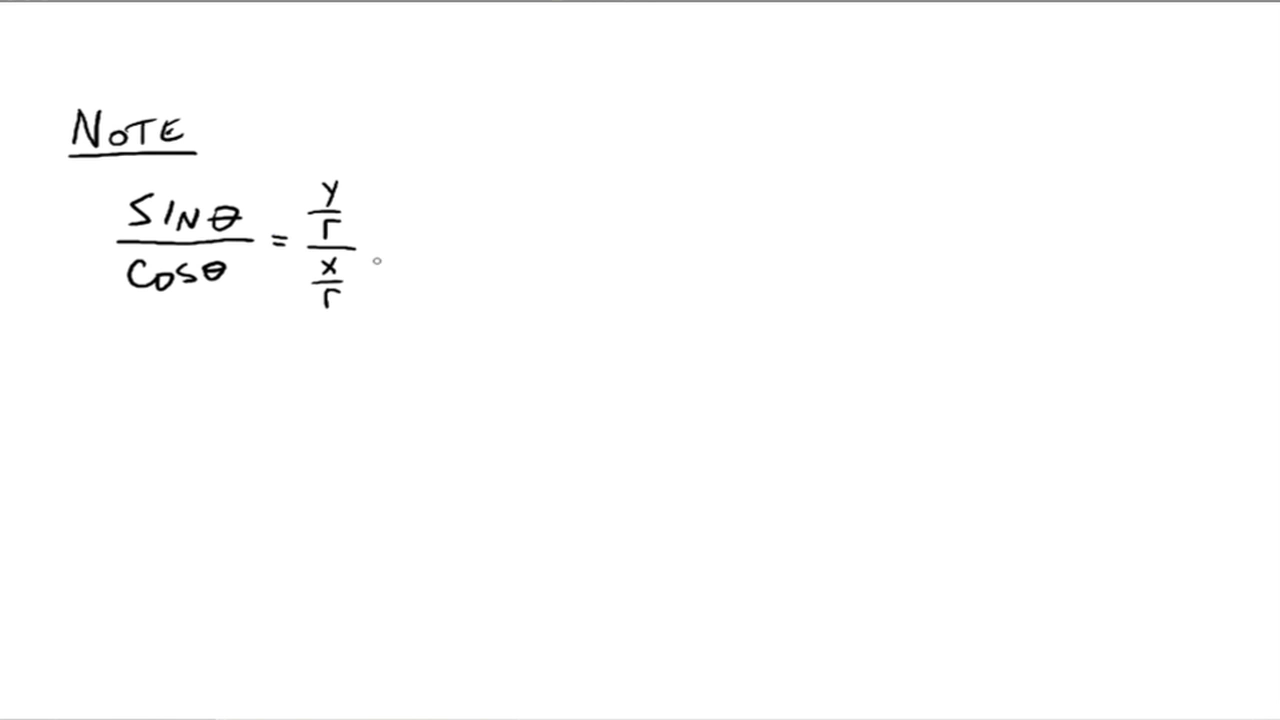 NOTE
SINθ / COSθ = (y/r) / (x/r)